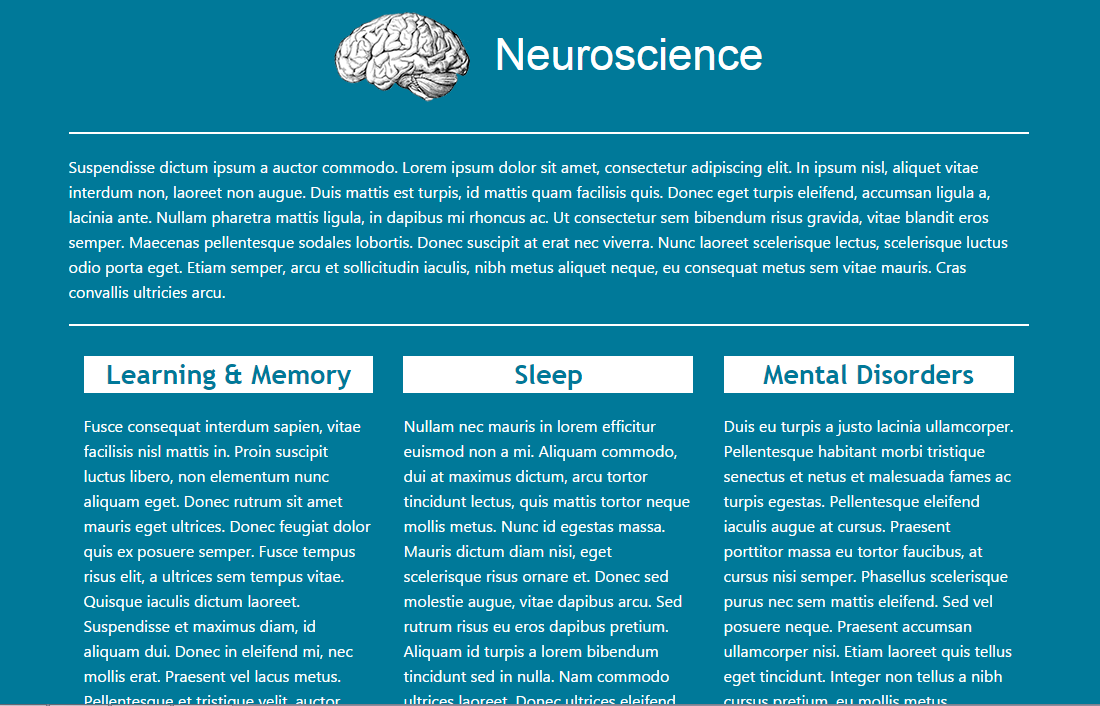 Neuroscience
Suspendisse dictum ipsum a auctor commodo. Lorem ipsum dolor sit amet, consectetur adipiscing elit. In ipsum nisl, aliquet vitae
interdum non, laoreet non augue. Duis mattis est turpis, id mattis quam facilisis quis. Donec eget turpis eleifend, accumsan ligula a,
lacinia ante. Nullam pharetra mattis ligula, in dapibus mi rhoncus ac. Ut consectetur sem bibendum risus gravida, vitae blandit eros
semper. Maecenas pellentesque sodales lobortis. Donec suscipit at erat nec viverra. Nunc laoreet scelerisque lectus, scelerisque luctus
odio porta eget. Etiam semper, arcu et sollicitudin iaculis, nibh metus aliquet neque, eu consequat metus sem vitae mauris. Cras
convallis ultricies arcu.
Learning & Memory
Fusce consequat interdum sapien, vitae
facilisis nisl mattis in. Proin suscipit
luctus libero, non elementum nunc
aliquam eget. Donec rutrum sit amet
mauris eget ultrices. Donec feugiat dolor
quis ex posuere semper. Fusce tempus
risus elit, a ultrices sem tempus vitae.
Quisque iaculis dictum laoreet.
Suspendisse et maximus diam, id
aliquam dui. Donec in eleifend mi, nec
mollis erat. Praesent vel lacus metus.
Pellentesque et tristique velit, auctor
Sleep
Nullam nec mauris in lorem efficitur
euismod non a mi. Aliquam commodo,
dui at maximus dictum, arcu tortor
tincidunt lectus, quis mattis tortor neque
mollis metus. Nunc id egestas massa.
Mauris dictum diam nisi, eget
scelerisque risus ornare et. Donec sed
molestie augue, vitae dapibus arcu. Sed
rutrum risus eu eros dapibus pretium.
Aliquam id turpis a lorem bibendum
tincidunt sed in nulla. Nam commodo
ultrices laoreet. Donec ultrices eleifend
Mental Disorders
Duis eu turpis a justo lacinia ullamcorper.
Pellentesque habitant morbi tristique
senectus et netus et malesuada fames ac
turpis egestas. Pellentesque eleifend
iaculis augue at cursus. Praesent
porttitor massa eu tortor faucibus, at
cursus nisi semper. Phasellus scelerisque
purus nec sem mattis eleifend. Sed vel
posuere neque. Praesent accumsan
ullamcorper nisi. Etiam laoreet quis tellus
eget tincidunt. Integer non tellus a nibh
cursus pretium, eu mollis metus